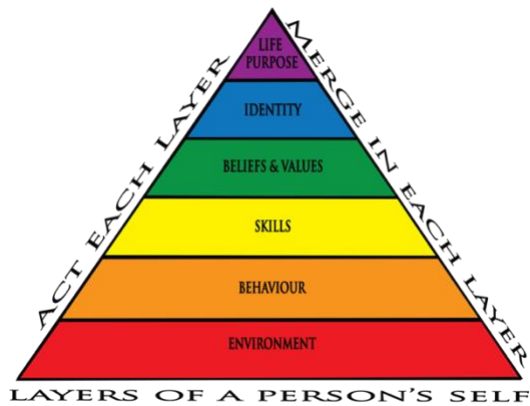 LIFE
PURPOSE
IDENTITY
BELIEFS & VALUES
SKILLS
BEHAVIOUR
ENVIRONMENT
ACT EACH LAYER
MERGE IN EACH LAYER
LAYERS OF A PERSON'S SELF